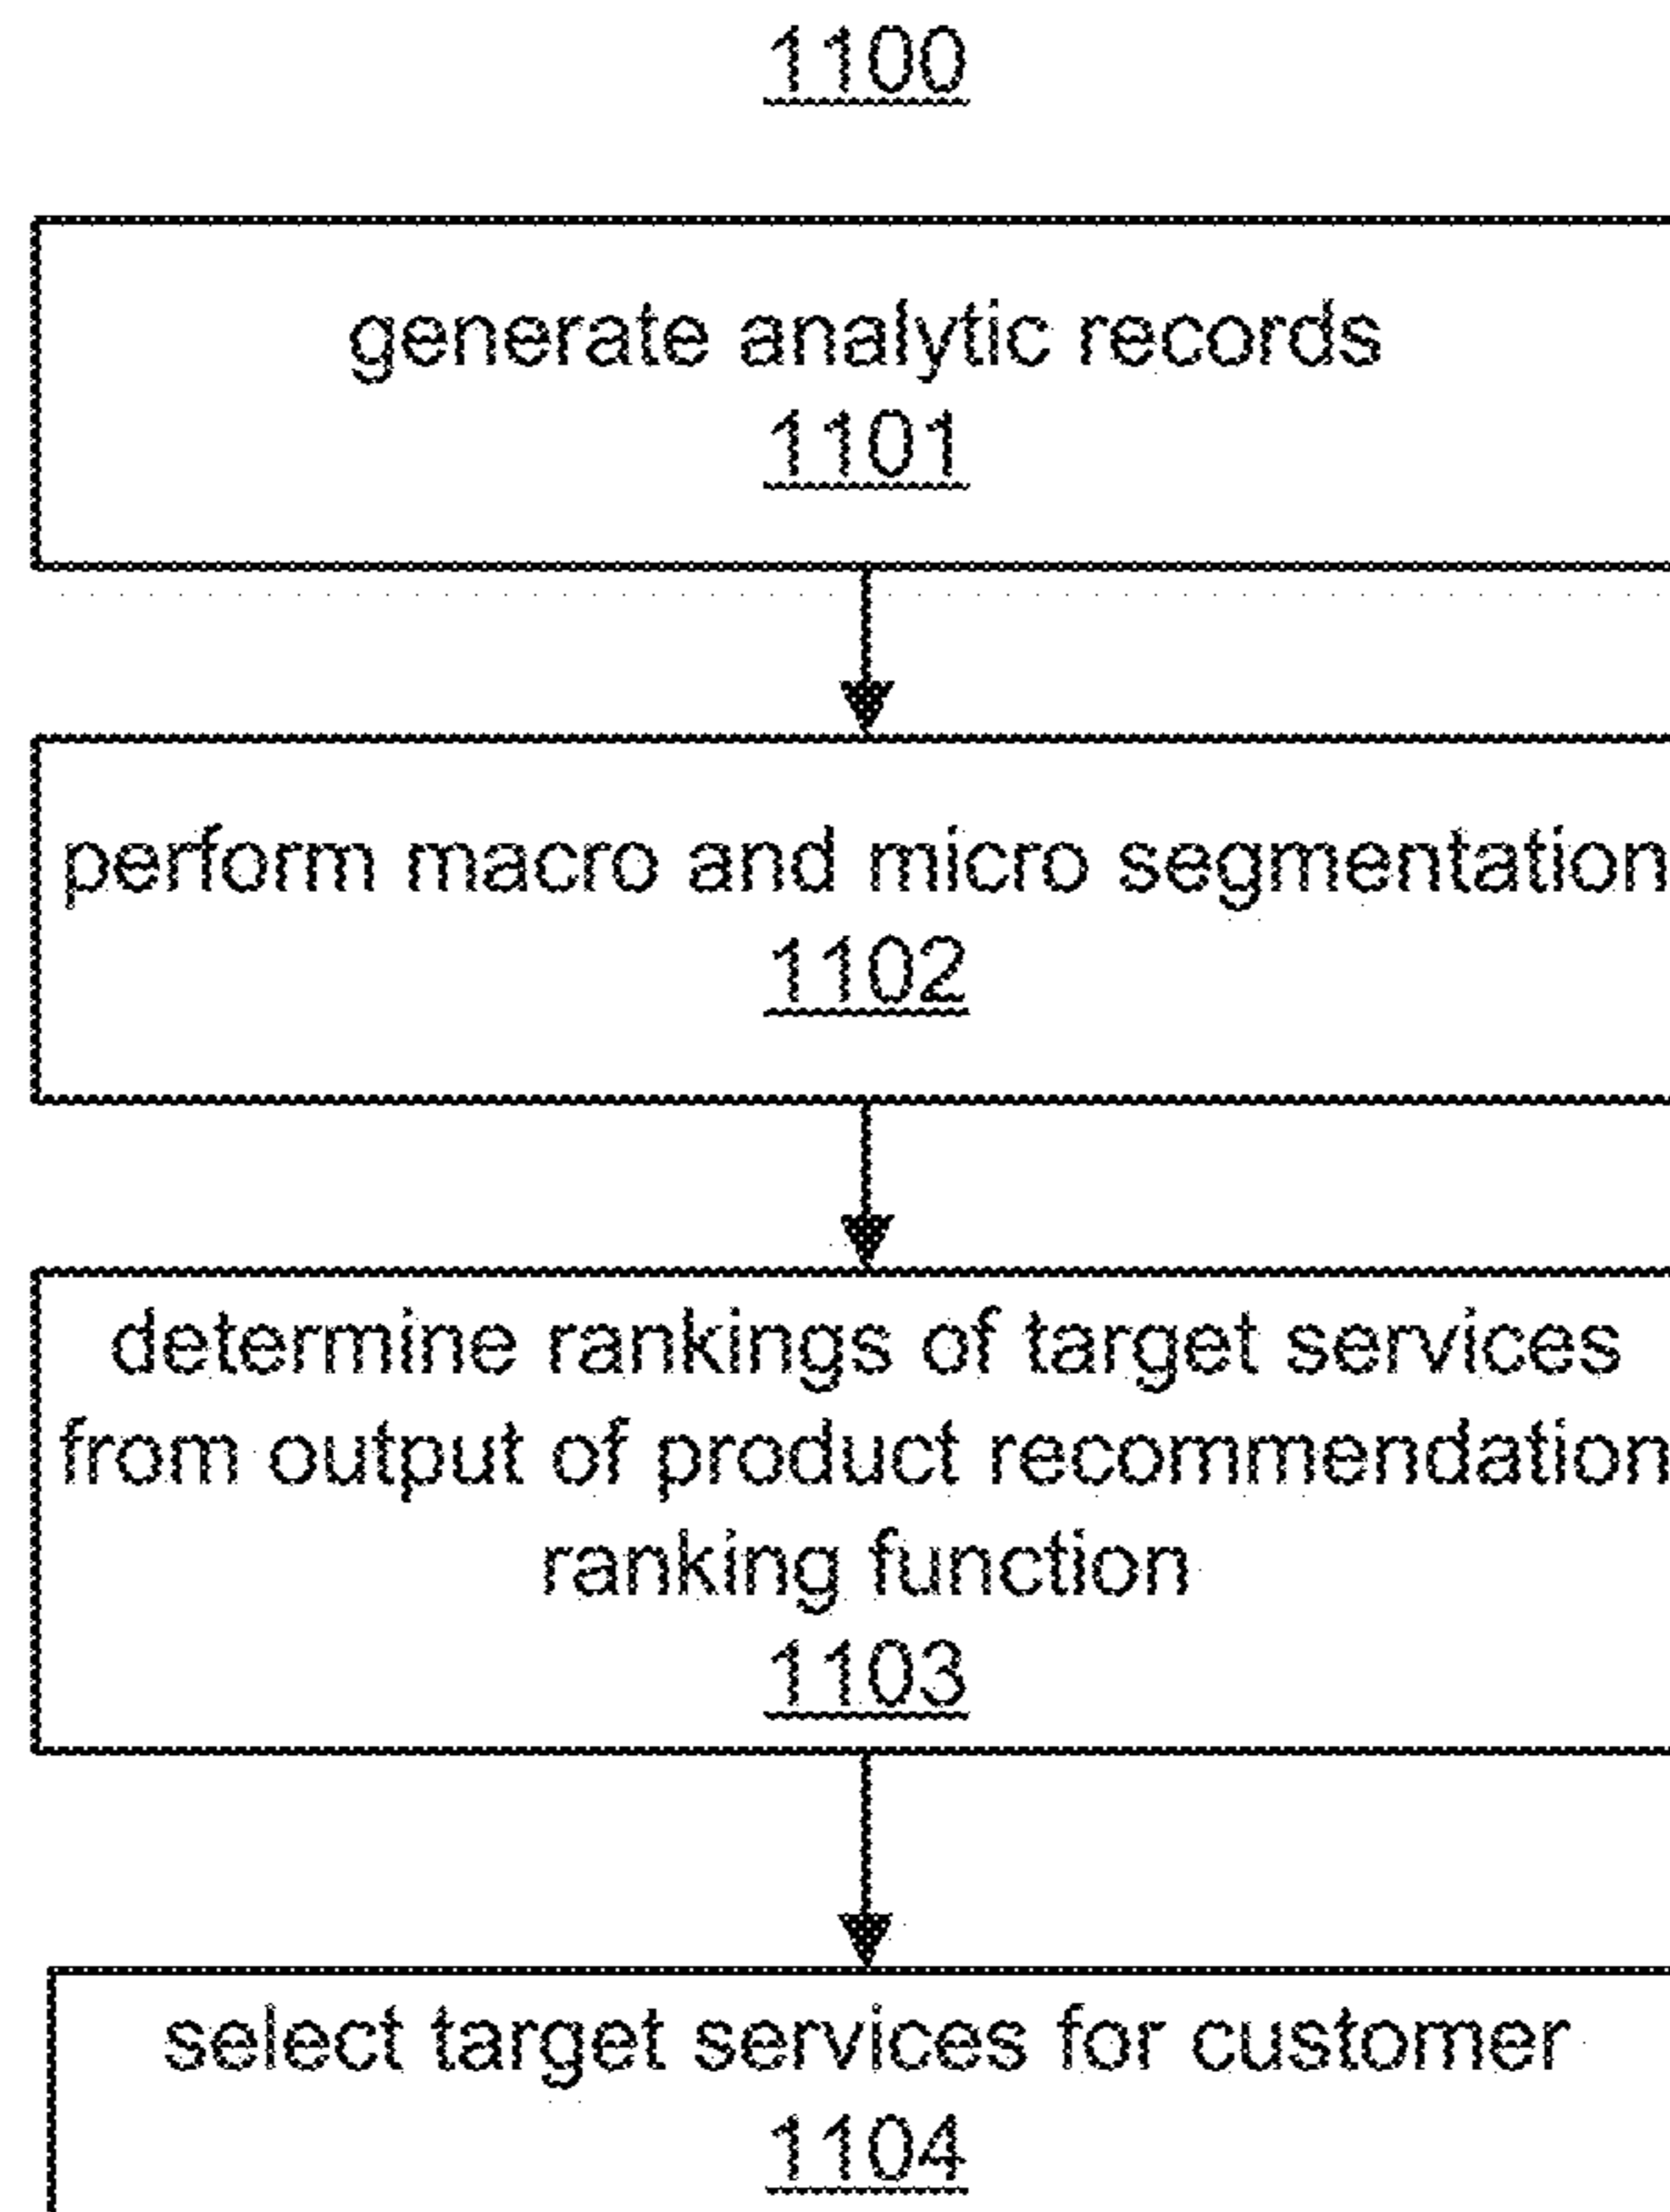 1100
generate analytic records
1101
perform macro and micro segmentation
1102
determine rankings of target services
from output of product recommendation
ranking function
1103
select target services for customer
1104